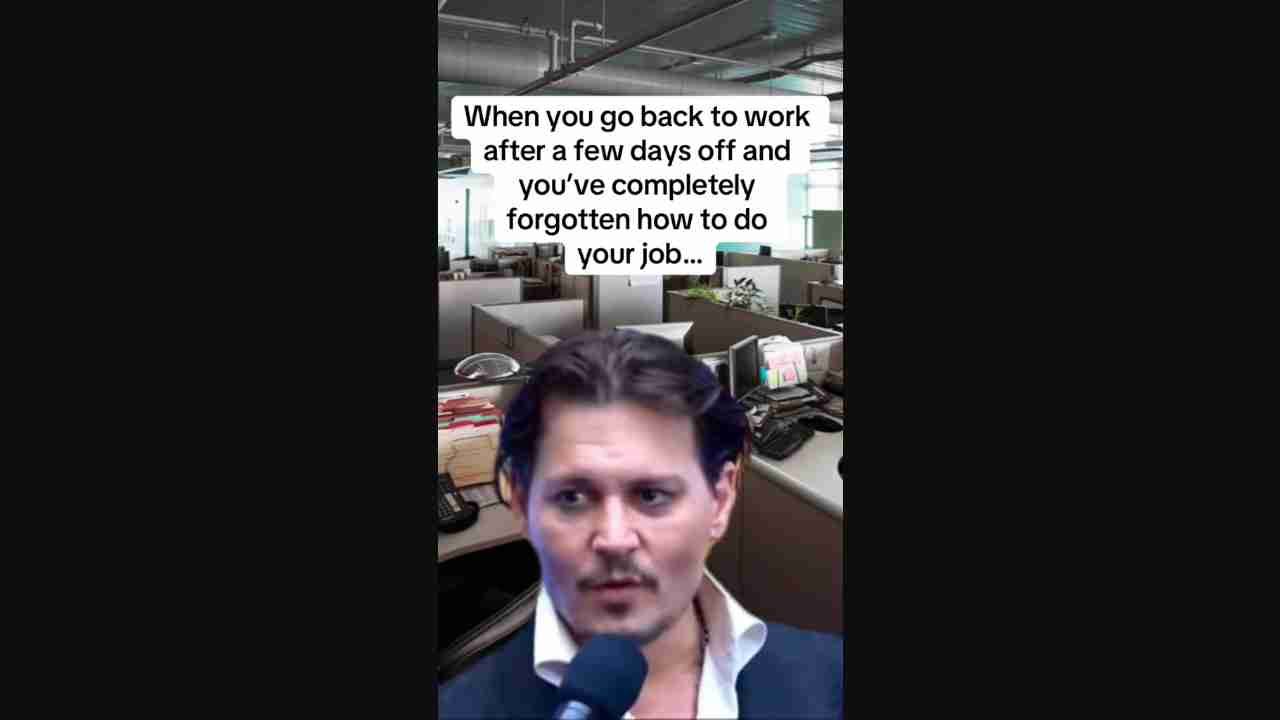 When you go back to work
after a few days off and
you’ve completely
forgotten how to do
your job...